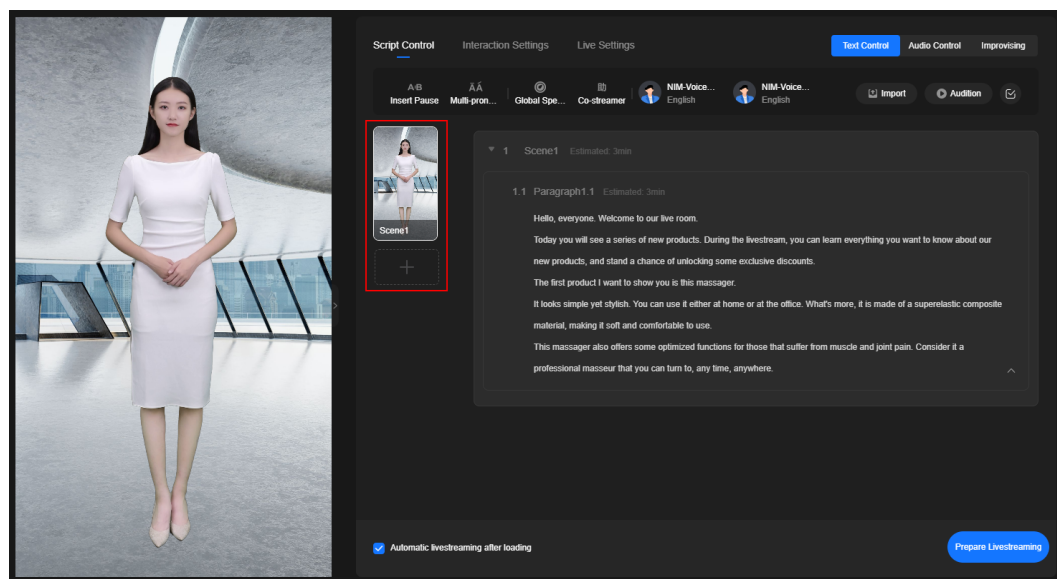 Script Control
Interaction Settings
Live Settings
Text Control
Audio Control
Improvising
A·B
Insert Pause
ĀÁ
Multi-pron...
Global Spe...
Co-streamer
NIM-Voice...
English
NIM-Voice...
English
Import
Audition
Scene1
1 Scene1 Estimated: 3min
1.1 Paragraph1.1 Estimated: 3min
Hello, everyone. Welcome to our live room.
Today you will see a series of new products. During the livestream, you can learn everything you want to know about our
new products, and stand a chance of unlocking some exclusive discounts.
The first product I want to show you is this massager.
It looks simple yet stylish. You can use it either at home or at the office. What's more, it is made of a superelastic composite
material, making it soft and comfortable to use.
This massager also offers some optimized functions for those that suffer from muscle and joint pain. Consider it a
professional masseur that you can turn to, any time, anywhere.
Automatic livestreaming after loading
Prepare Livestreaming